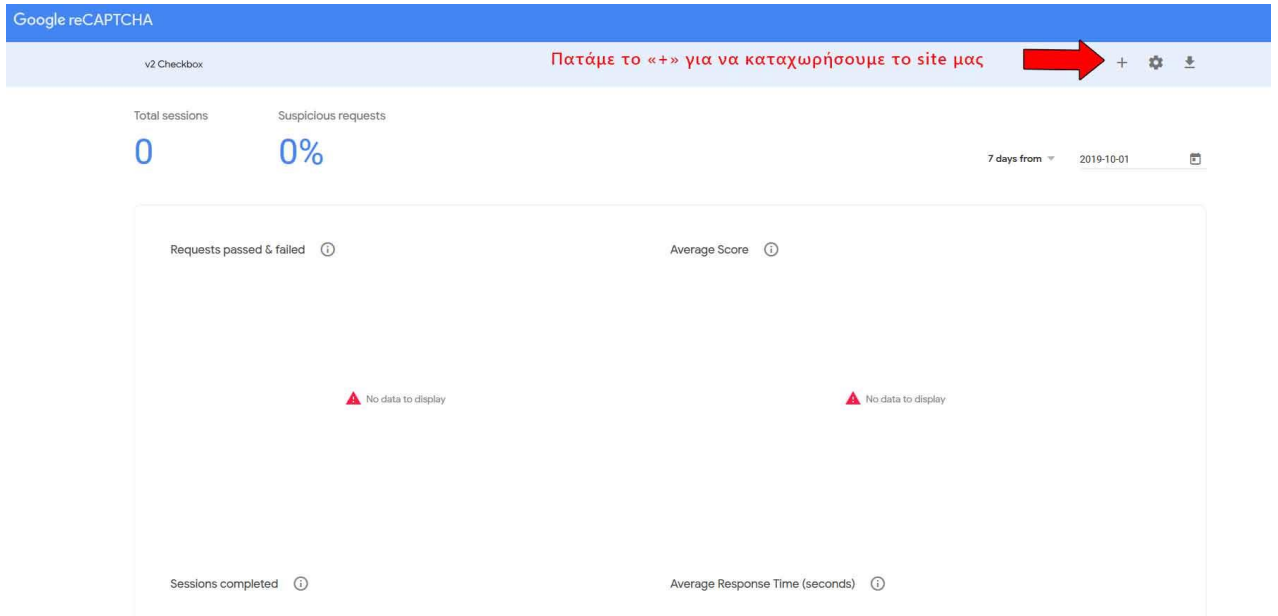 Google reCAPTCHA
v2 Checkbox
Πατάμε το «+» για να καταχωρήσουμε το site μας
Total sessions
Suspicious requests
0
0%
7 days from
2019-10-01
Requests passed & failed
Average Score
No data to display
No data to display
Sessions completed
Average Response Time (seconds)